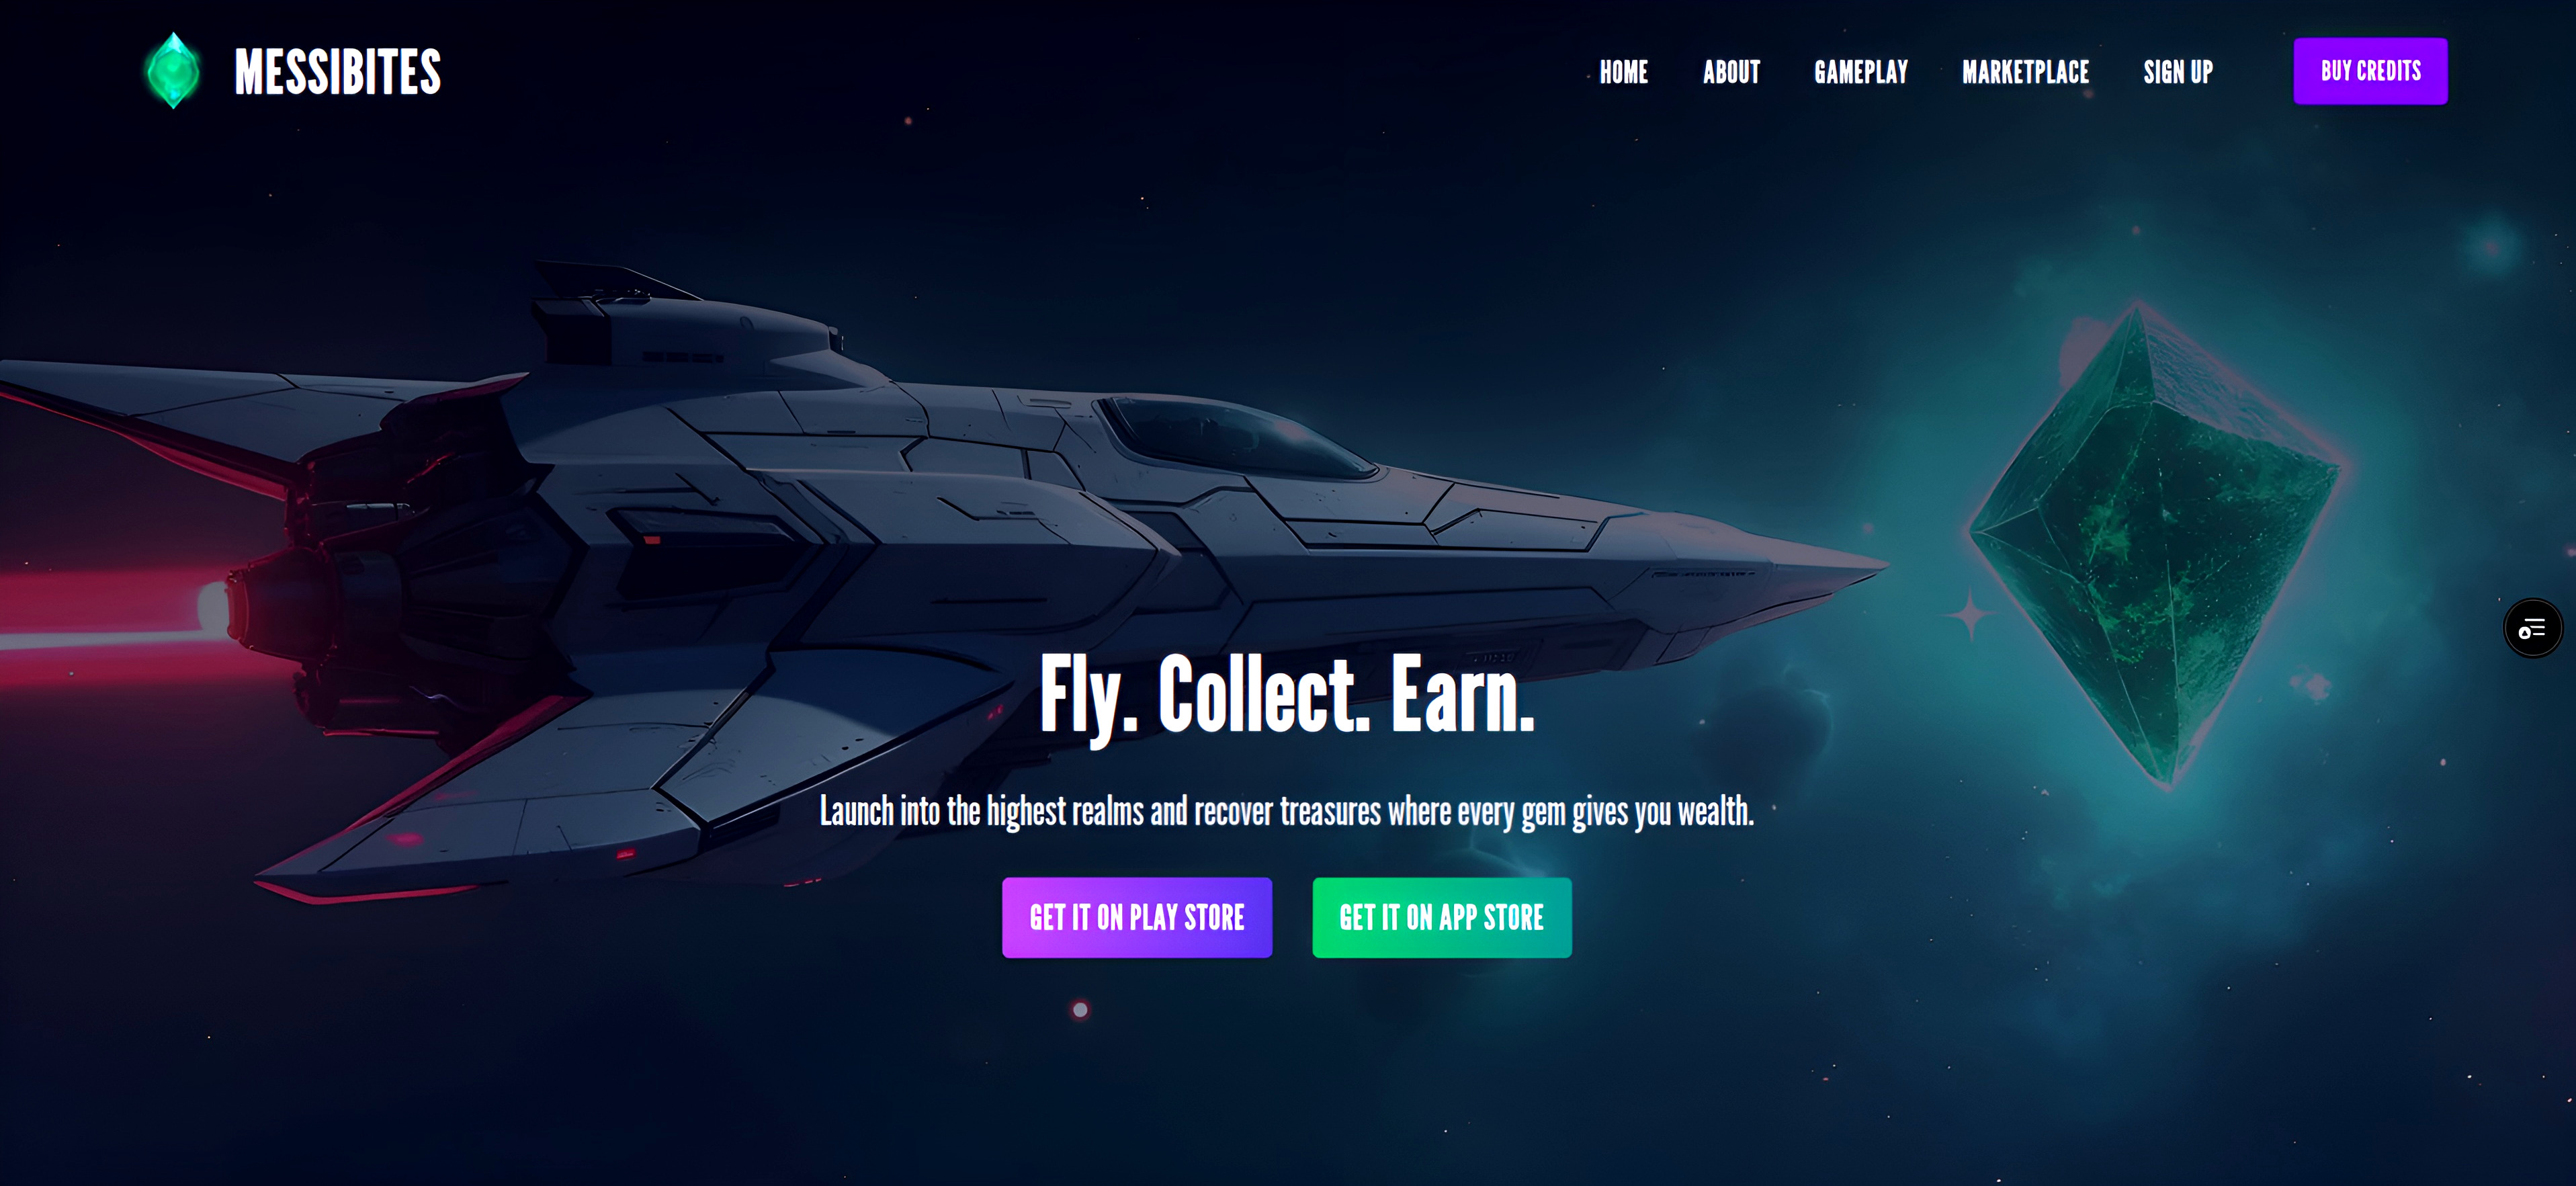 MESSIBITES
HOME
ABOUT
GAMEPLAY
MARKETPLACE
SIGN UP
BUY CREDITS
Fly. Collect. Earn.
Launch into the highest realms and recover treasures where every gem gives you wealth.
GET IT ON PLAY STORE
GET IT ON APP STORE